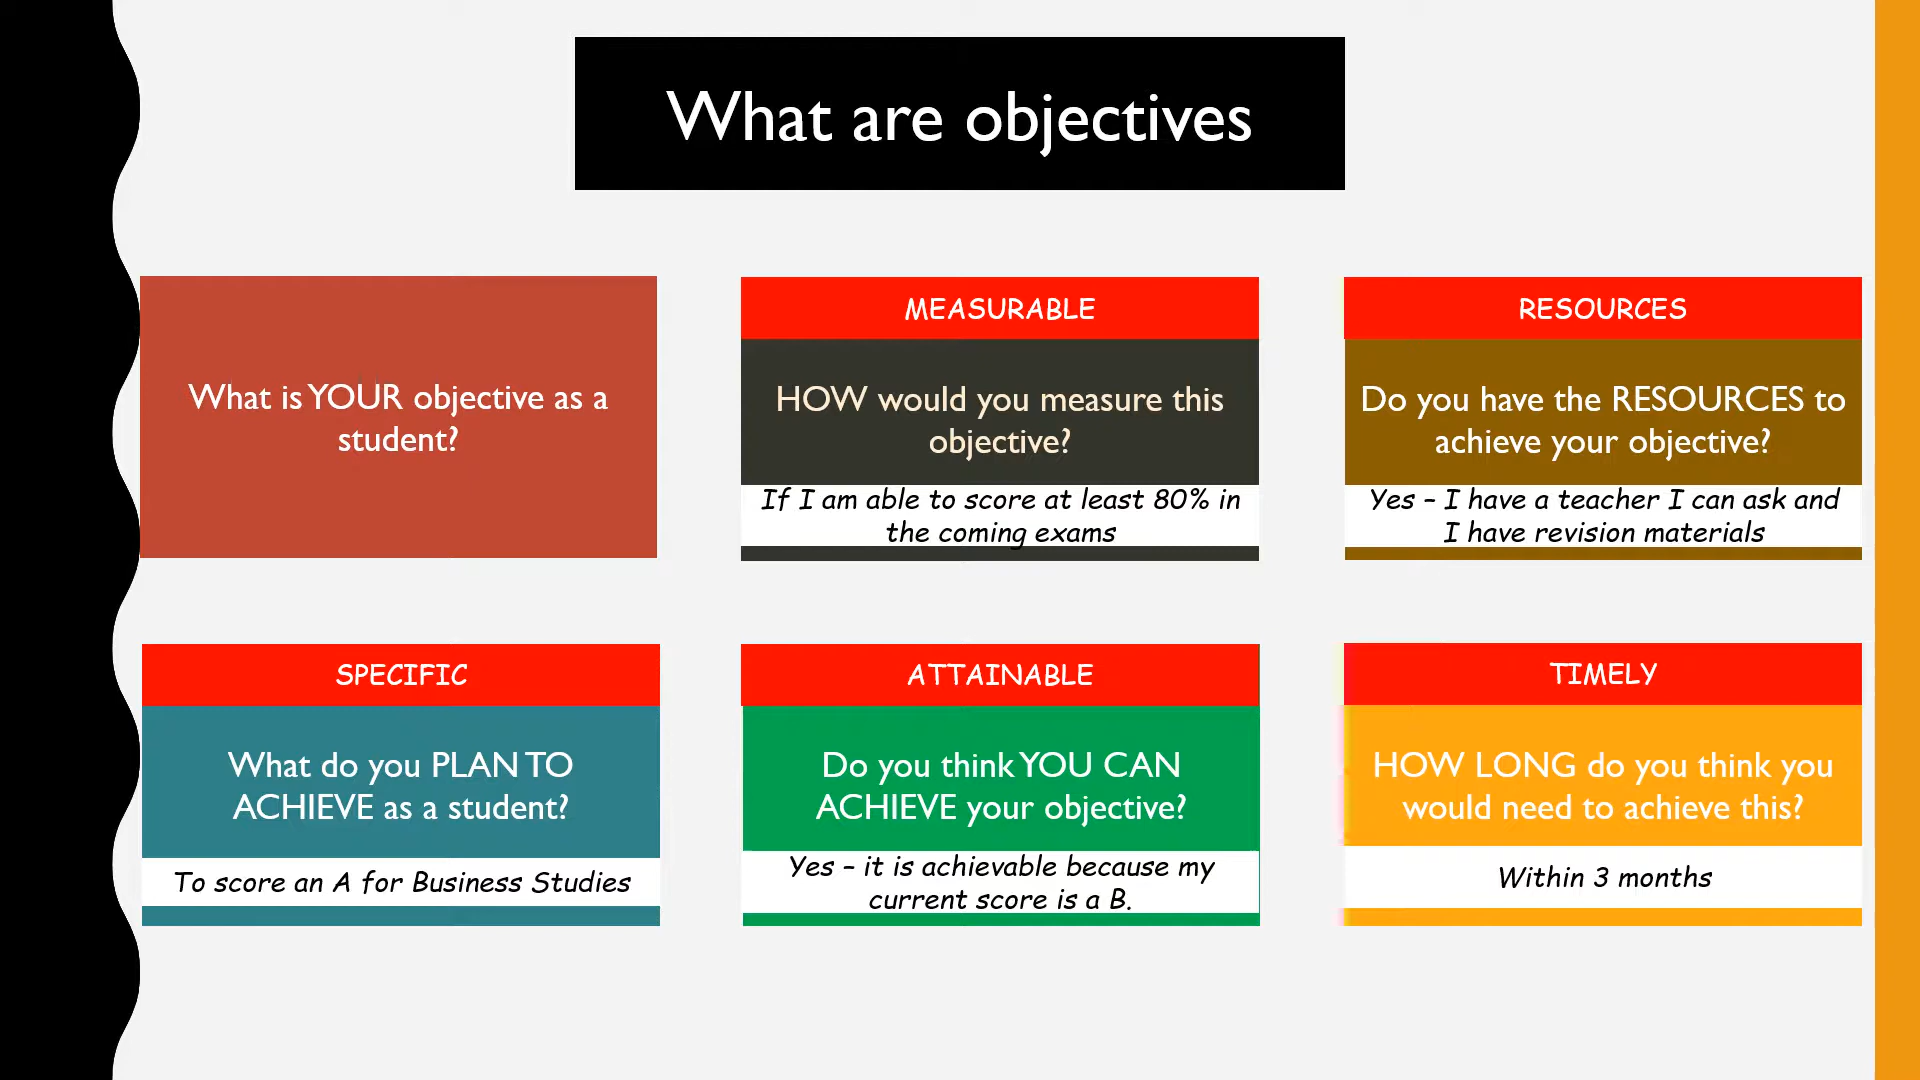 What are objectives
What is YOUR objective as a
student?
MEASURABLE
HOW would you measure this
objective?
If I am able to score at least 80% in
the coming exams
RESOURCES
Do you have the RESOURCES to
achieve your objective?
Yes – I have a teacher I can ask and
I have revision materials
SPECIFIC
What do you PLAN TO
ACHIEVE as a student?
To score an A for Business Studies
ATTAINABLE
Do you think YOU CAN
ACHIEVE your objective?
Yes – it is achievable because my
current score is a B.
TIMELY
HOW LONG do you think you
would need to achieve this?
Within 3 months